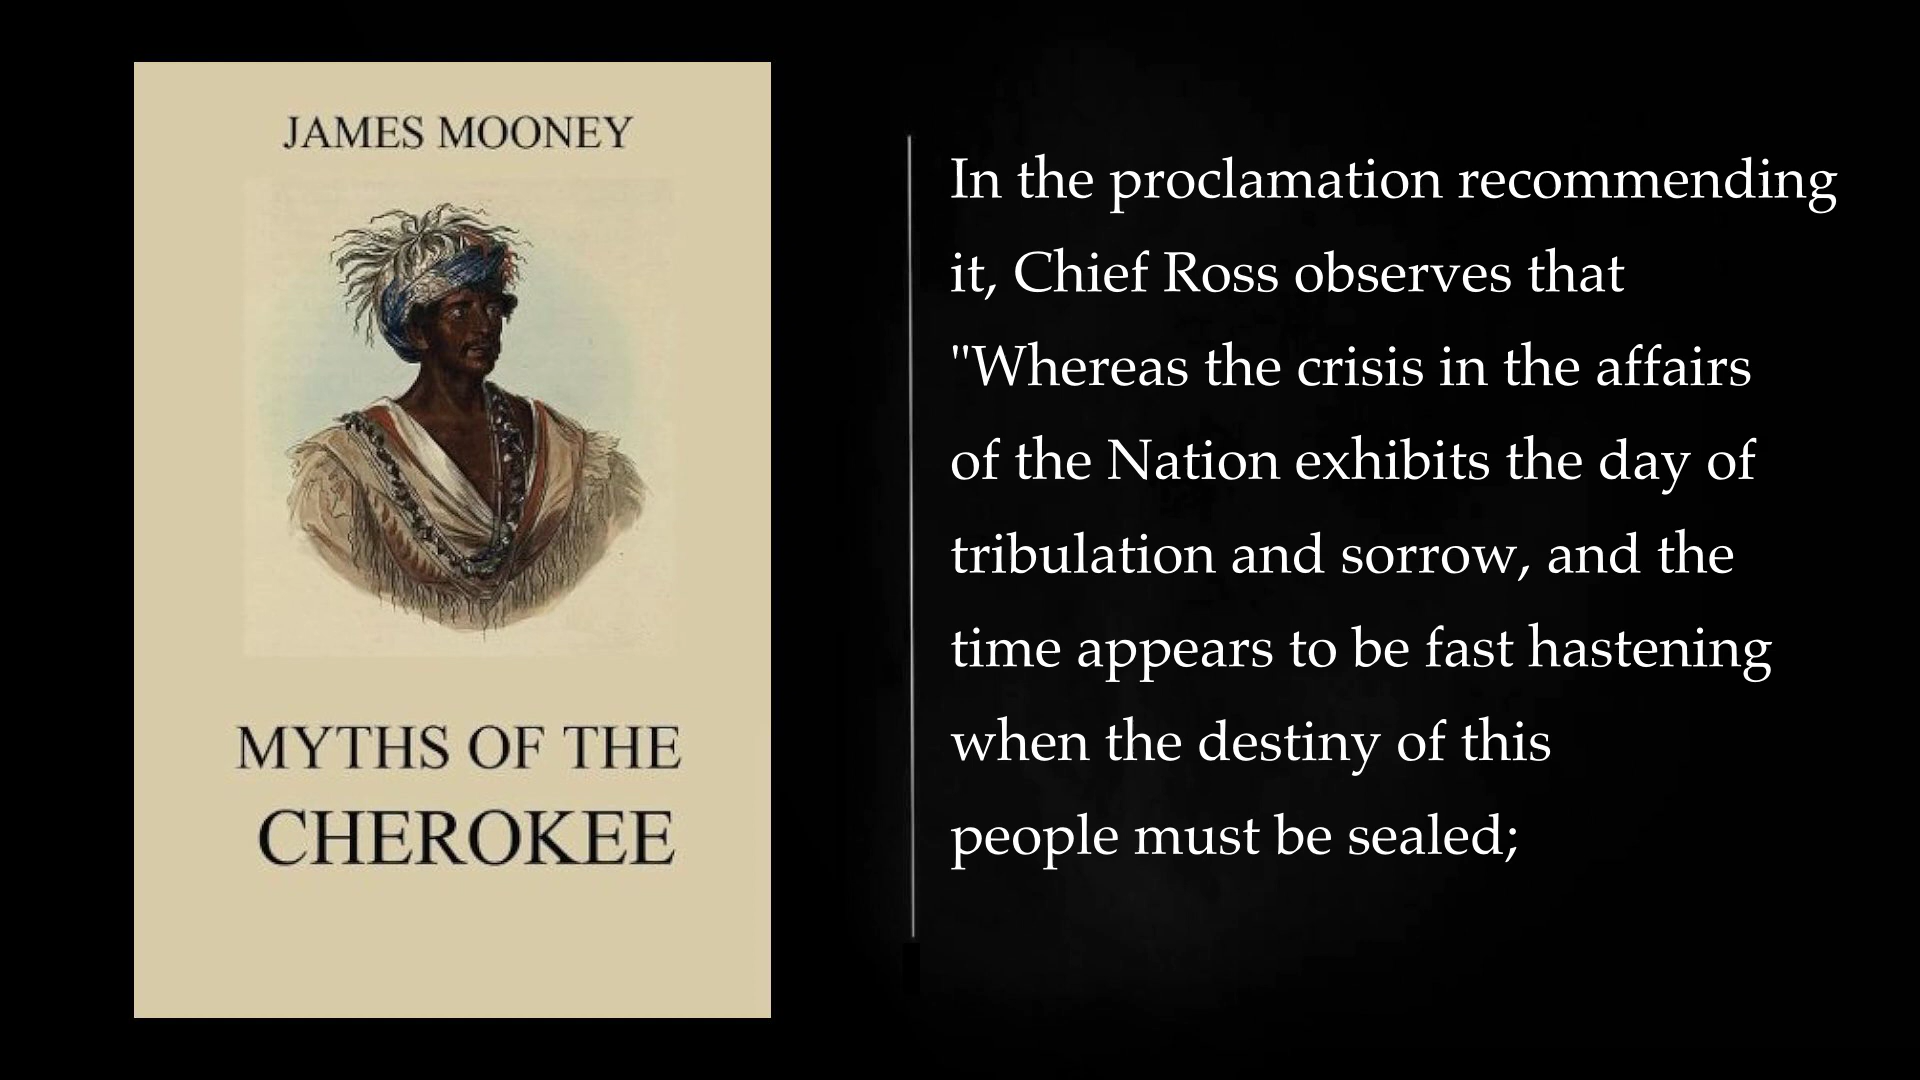 JAMES MOONEY
MYTHS OF THE
CHEROKEE
In the proclamation recommending
it, Chief Ross observes that
"Whereas the crisis in the affairs
of the Nation exhibits the day of
tribulation and sorrow, and the
time appears to be fast hastening
when the destiny of this
people must be sealed;